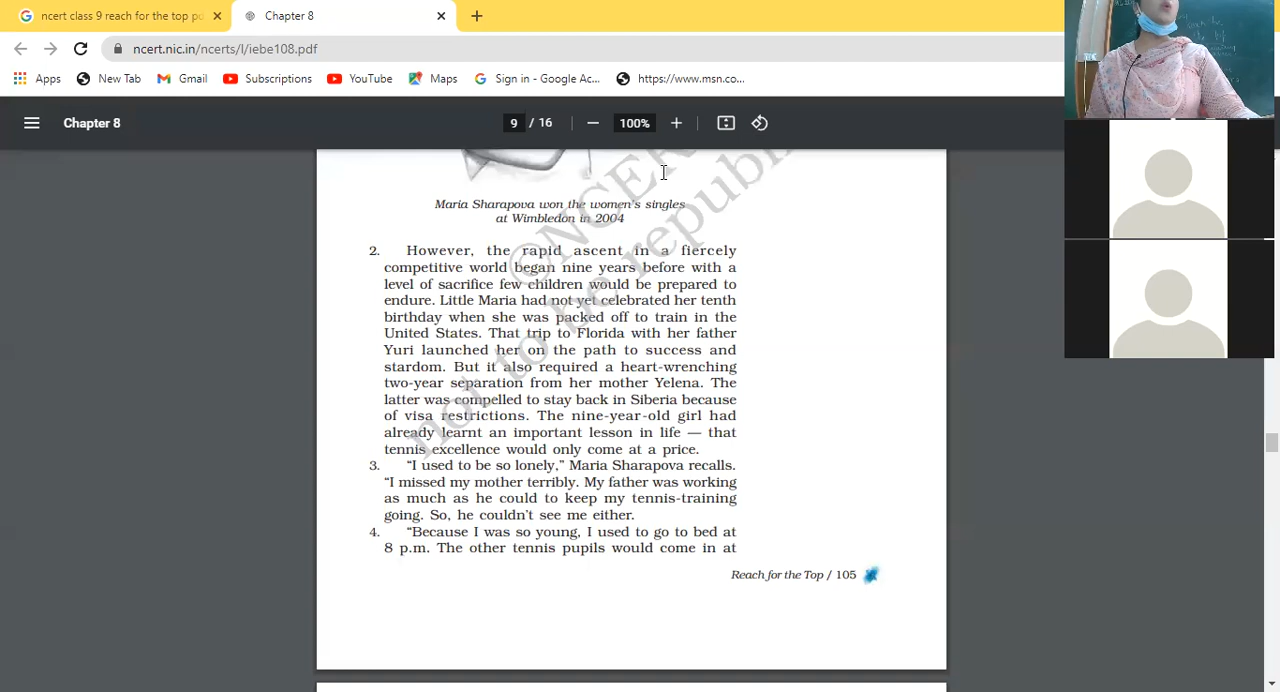 ncert class 9 reach for the top pd
Chapter 8
ncert.nic.in/ncerts/l/iebe108.pdf
Apps
New Tab
Gmail
Subscriptions
YouTube
Maps
Sign in - Google Ac...
https://www.msn.co...
Chapter 8
9 / 16
100%
©NCERT
not to be republi
Maria Sharapova won the women's singles
at Wimbledon in 2004
2. However, the rapid ascent in a fiercely
competitive world began nine years before with a
level of sacrifice few children would be prepared to
endure. Little Maria had not yet celebrated her tenth
birthday when she was packed off to train in the
United States. That trip to Florida with her father
Yuri launched her on the path to success and
stardom. But it also required a heart-wrenching
two-year separation from her mother Yelena. The
latter was compelled to stay back in Siberia because
of visa restrictions. The nine-year-old girl had
already learnt an important lesson in life — that
tennis excellence would only come at a price.
3. “I used to be so lonely,” Maria Sharapova recalls.
“I missed my mother terribly. My father was working
as much as he could to keep my tennis-training
going. So, he couldn't see me either.
4. “Because I was so young, I used to go to bed at
8 p.m. The other tennis pupils would come in at
Reach for the Top / 105